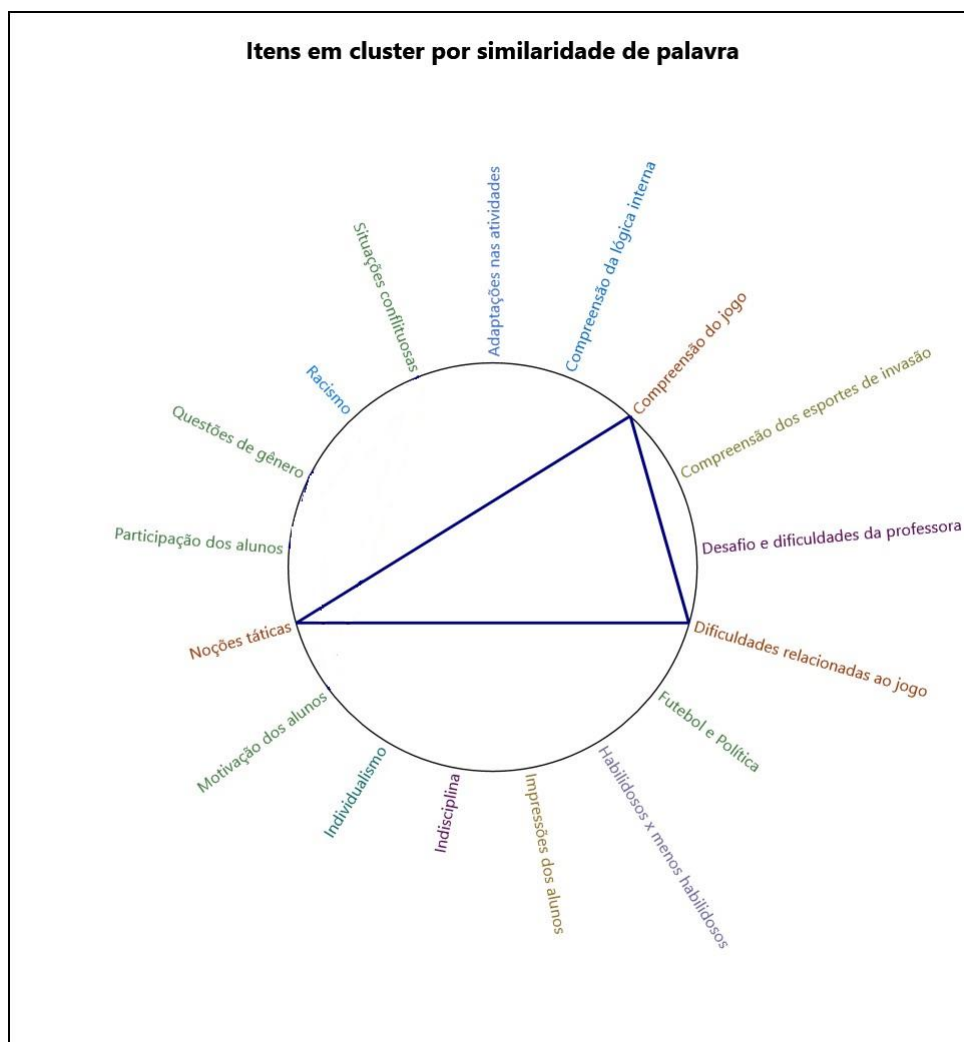 Itens em cluster por similaridade de palavra
Adaptações nas atividades
Compreensão da lógica interna
Compreensão do jogo
Compreensão dos esportes de invasão
Desafio e dificuldades da professora
Dificuldades relacionadas ao jogo
Futebol e Política
Habilidosos x menos habilidosos
Impressões dos alunos
Indisciplina
Individualismo
Motivação dos alunos
Noções táticas
Participação dos alunos
Questões de gênero
Racismo
Situações conflituosas